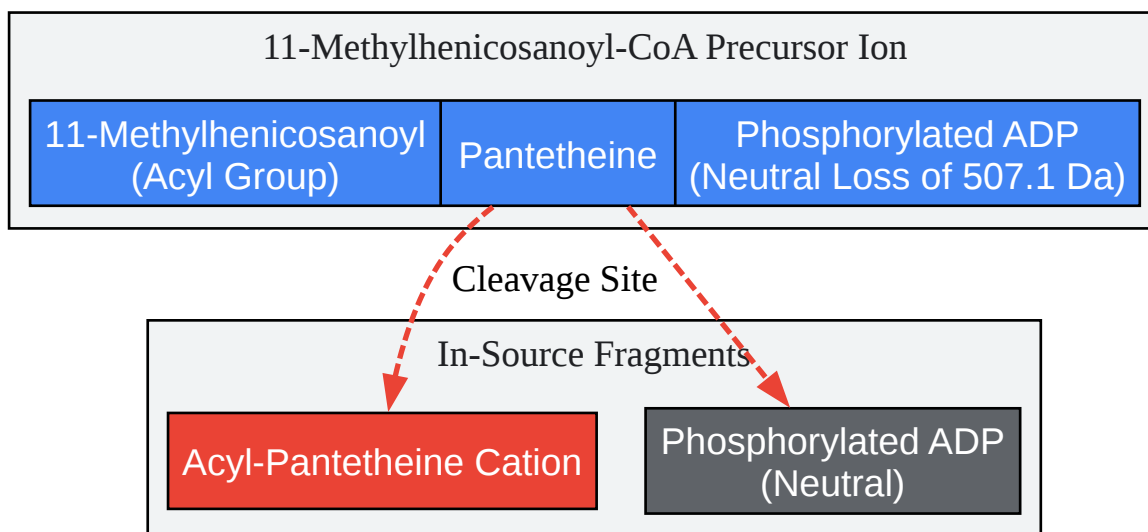 11-Methylhenicosanoyl-CoA Precursor Ion
11-Methylhenicosanoyl
(Acyl Group)
Pantetheine
Phosphorylated ADP
(Neutral Loss of 507.1 Da)
Cleavage Site
In-Source Fragments
Acyl-Pantetheine Cation
Phosphorylated ADP
(Neutral)